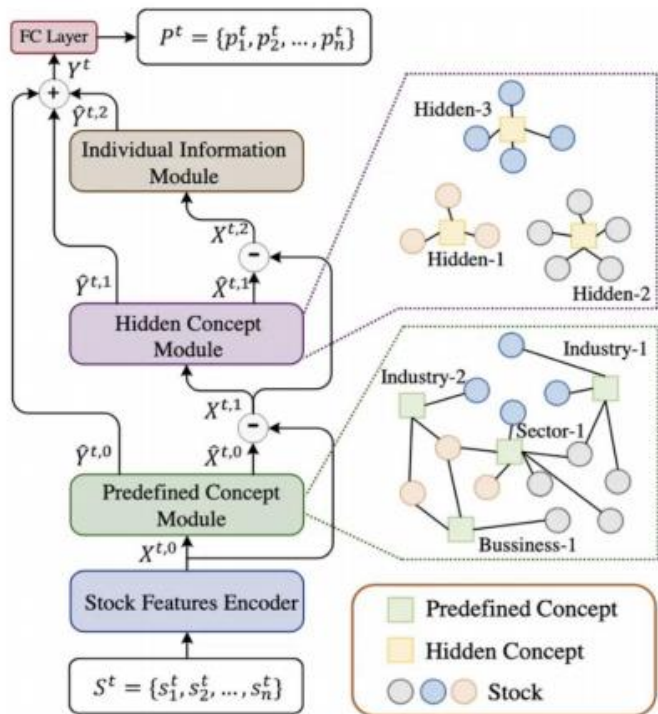 FC Layer
P^t = {p_1^t, p_2^t, ..., p_n^t}
Y^t
+
Ŷ^{t,2}
Individual Information
Module
X^{t,2}
-
Ŷ^{t,1}
X̂^{t,1}
Hidden Concept
Module
X^{t,1}
-
Ŷ^{t,0}
X̂^{t,0}
Predefined Concept
Module
X^{t,0}
Stock Features Encoder
S^t = {s_1^t, s_2^t, ..., s_n^t}
Hidden-3
Hidden-1
Hidden-2
Industry-1
Industry-2
Sector-1
Bussiness-1
Predefined Concept
Hidden Concept
Stock